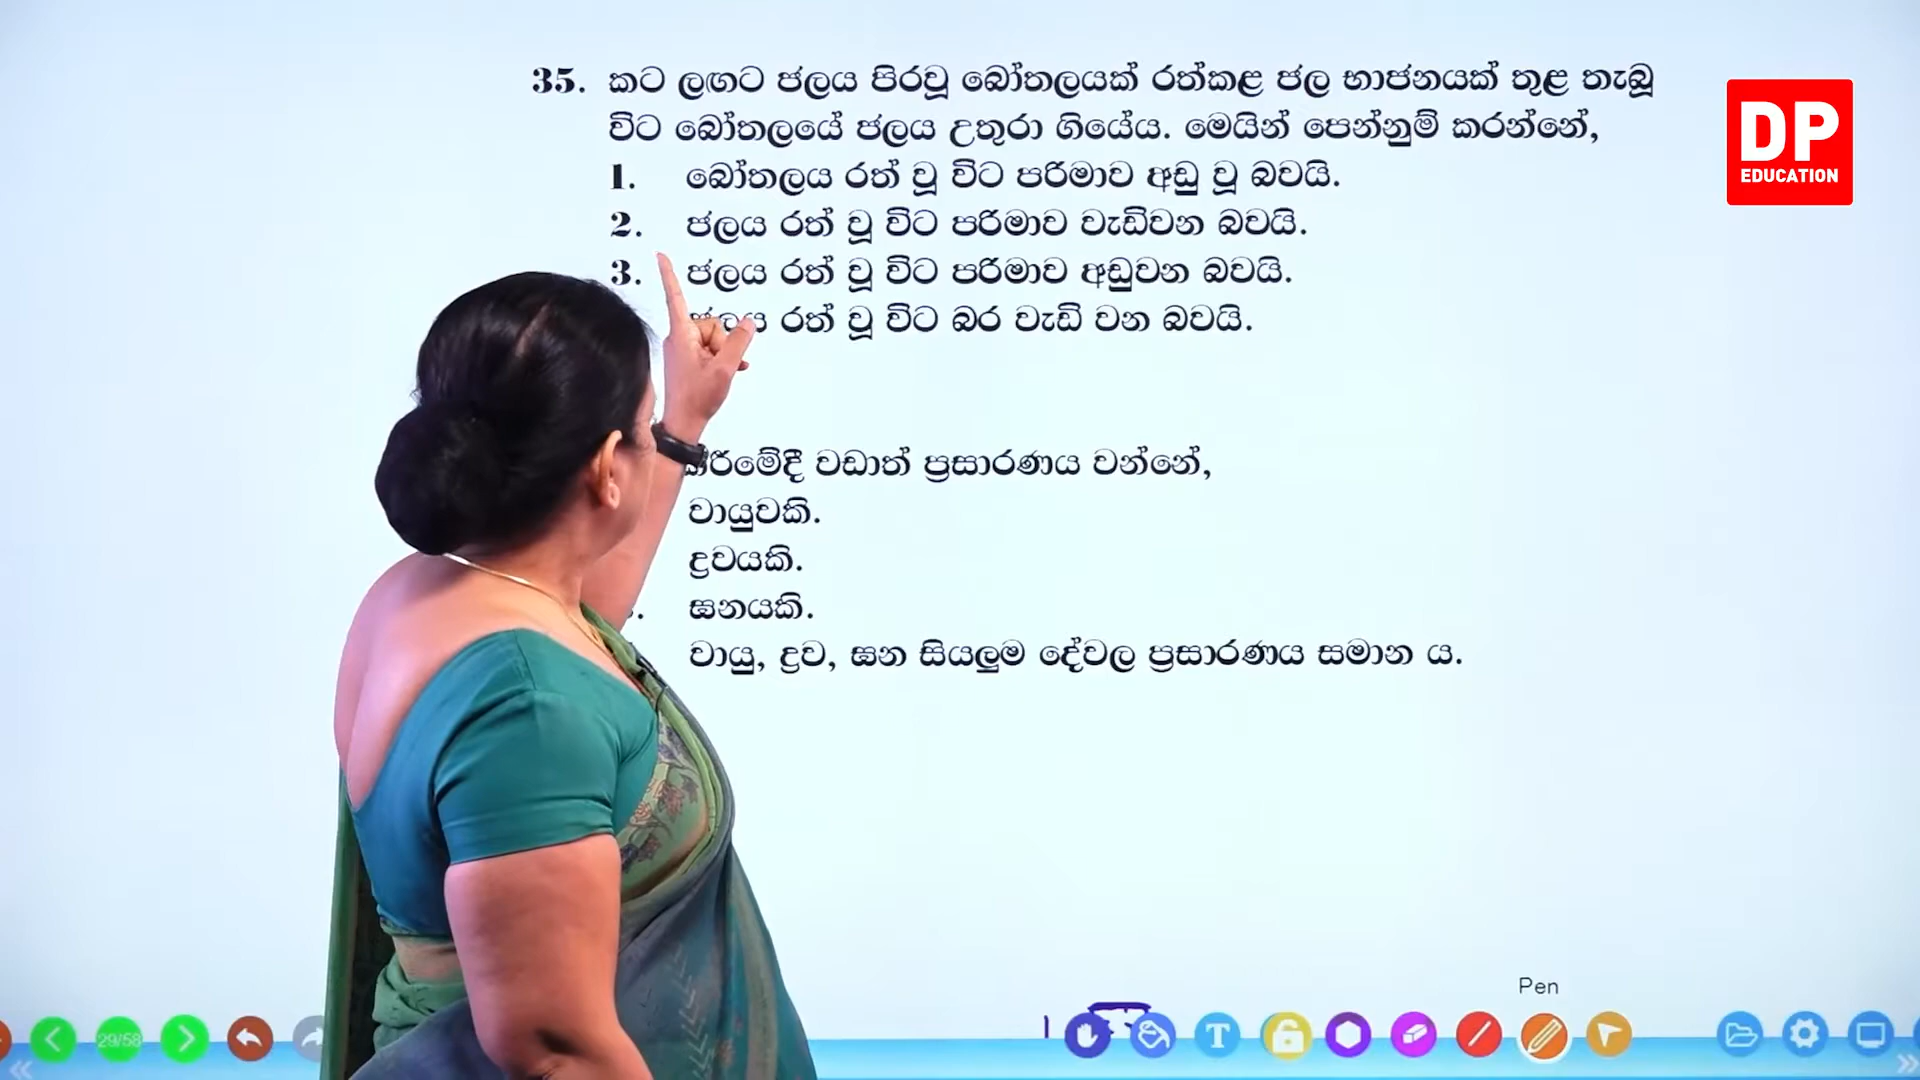 35. කට ලඟට ජලය පිරවූ බෝතලයක් රත්කළ ජල භාජනයක් තුළ තැබූ
විට බෝතලයේ ජලය උතුරා ගියේය. මෙයින් පෙන්නුම් කරන්නේ,
1. බෝතලය රත් වූ විට පරිමාව අඩු වූ බවයි.
2. ජලය රත් වූ විට පරිමාව වැඩිවන බවයි.
3. ජලය රත් වූ විට පරිමාව අඩුවන බවයි.
ජලය රත් වූ විට බර වැඩි වන බවයි.
වඩාත් ප්‍රසාරණය වන්නේ,
වායුවකි.
ද්‍රවයකි.
ඝනයකි.
වායු, ද්‍රව, ඝන සියලුම දේවල ප්‍රසාරණය සමාන ය.
DP
EDUCATION
Pen
29/58
T